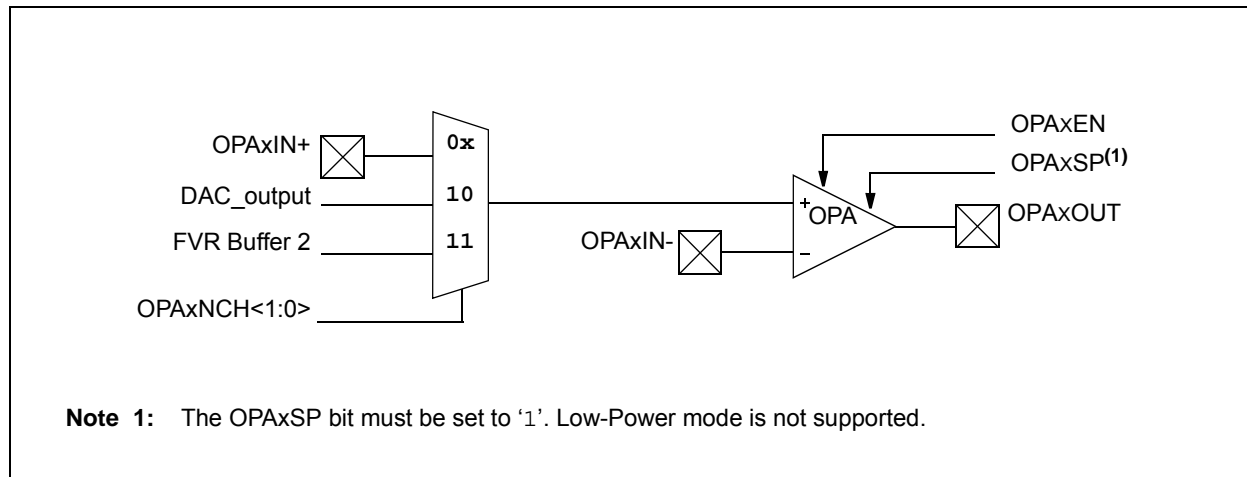 OPAxIN+
0x
DAC_output
10
FVR Buffer 2
11
OPAxNCH<1:0>
OPAxEN
OPAxSP(1)
+
OPA
OPAxOUT
OPAxIN-
–
Note 1: The OPAxSP bit must be set to ‘1’. Low-Power mode is not supported.